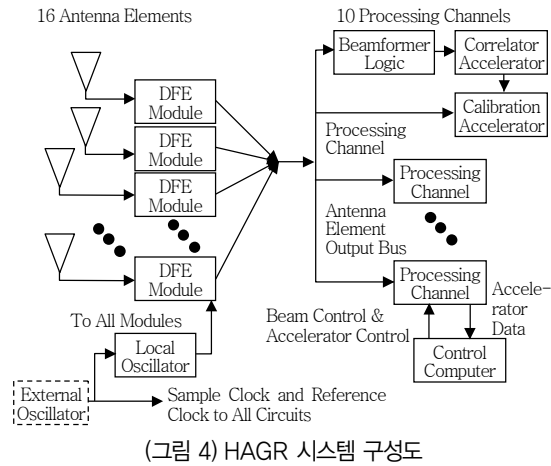 16 Antenna Elements
10 Processing Channels
DFE
Module
DFE
Module
DFE
Module
DFE
Module
Beamformer
Logic
Correlator
Accelerator
Calibration
Accelerator
Processing
Channel
Processing
Channel
Antenna
Element
Output Bus
Processing
Channel
Accele-
rator
Data
Beam Control &
Accelerator Control
Control
Computer
To All Modules
Local
Oscillator
External
Oscillator
Sample Clock and Reference
Clock to All Circuits
(그림 4) HAGR 시스템 구성도